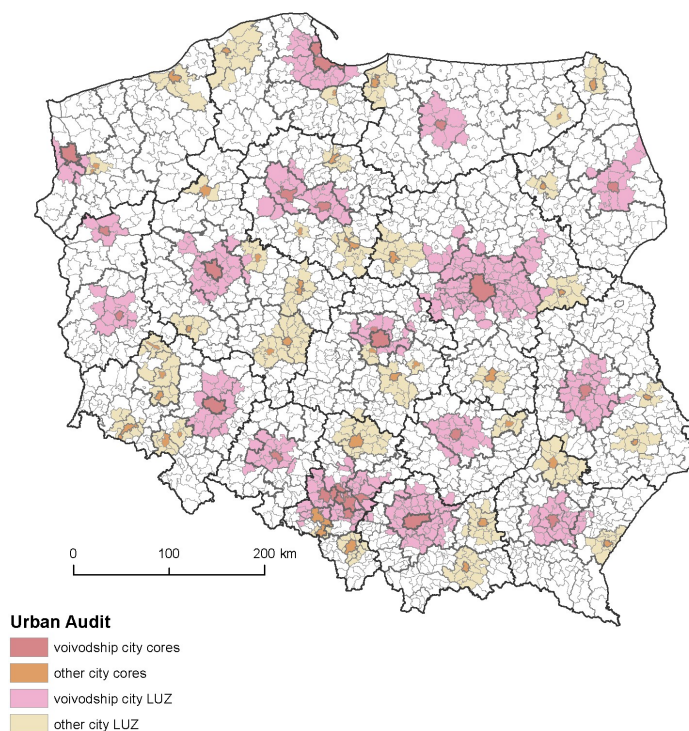 0 100 200 km
Urban Audit
voivodship city cores
other city cores
voivodship city LUZ
other city LUZ